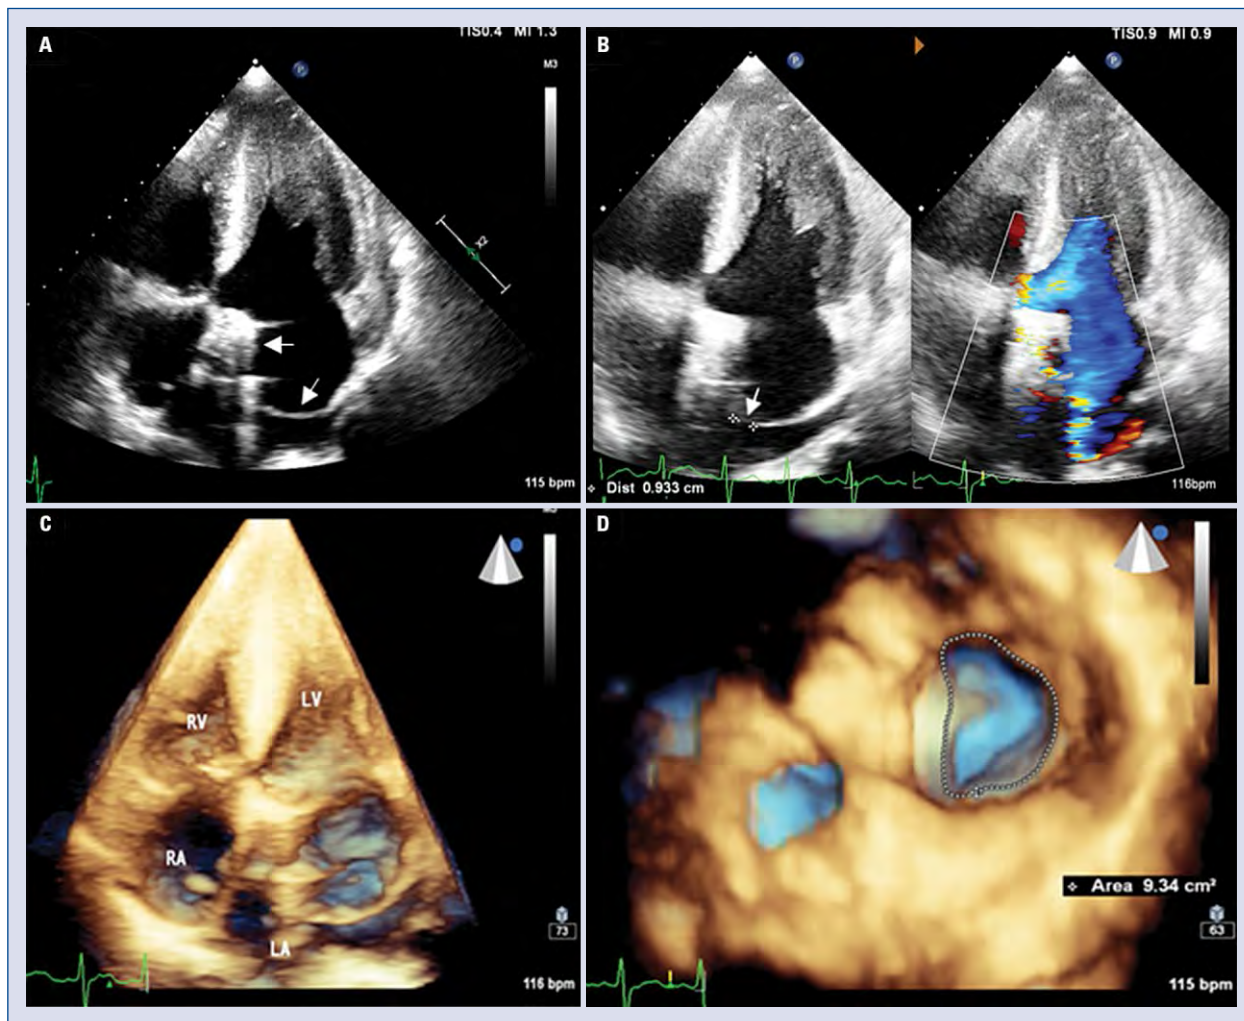 A
TIS0.4 MI 1.3
P
M3
x2
115 bpm
B
TIS0.9 MI 0.9
P
Dist 0.933 cm
116bpm
C
RV
LV
RA
LA
73
116 bpm
D
Area 9.34 cm²
63
115 bpm